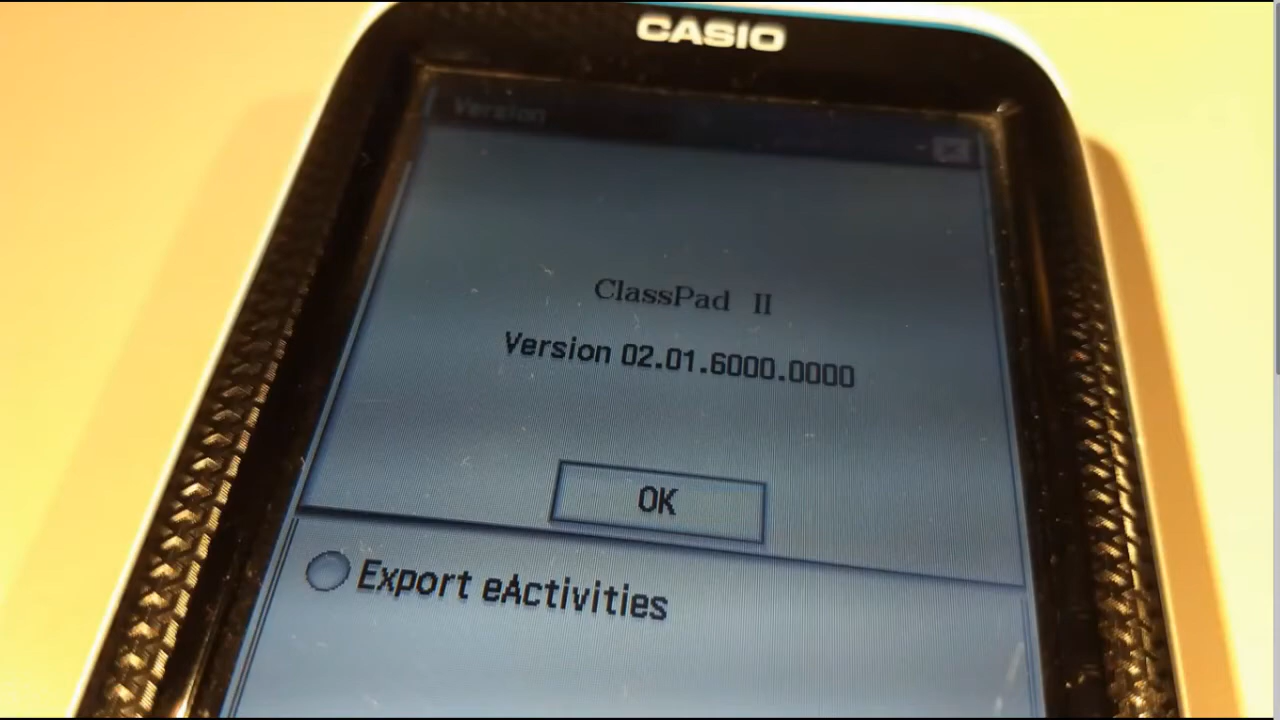 CASIO
Version
ClassPad II
Version 02.01.6000.0000
OK
Export eActivities